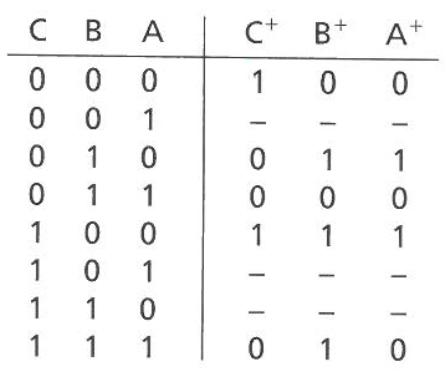 C B A C⁺ B⁺ A⁺
0 0 0 1 0 0
0 0 1 – – –
0 1 0 0 1 1
0 1 1 0 0 0
1 0 0 1 1 1
1 0 1 – – –
1 1 0 – – –
1 1 1 0 1 0